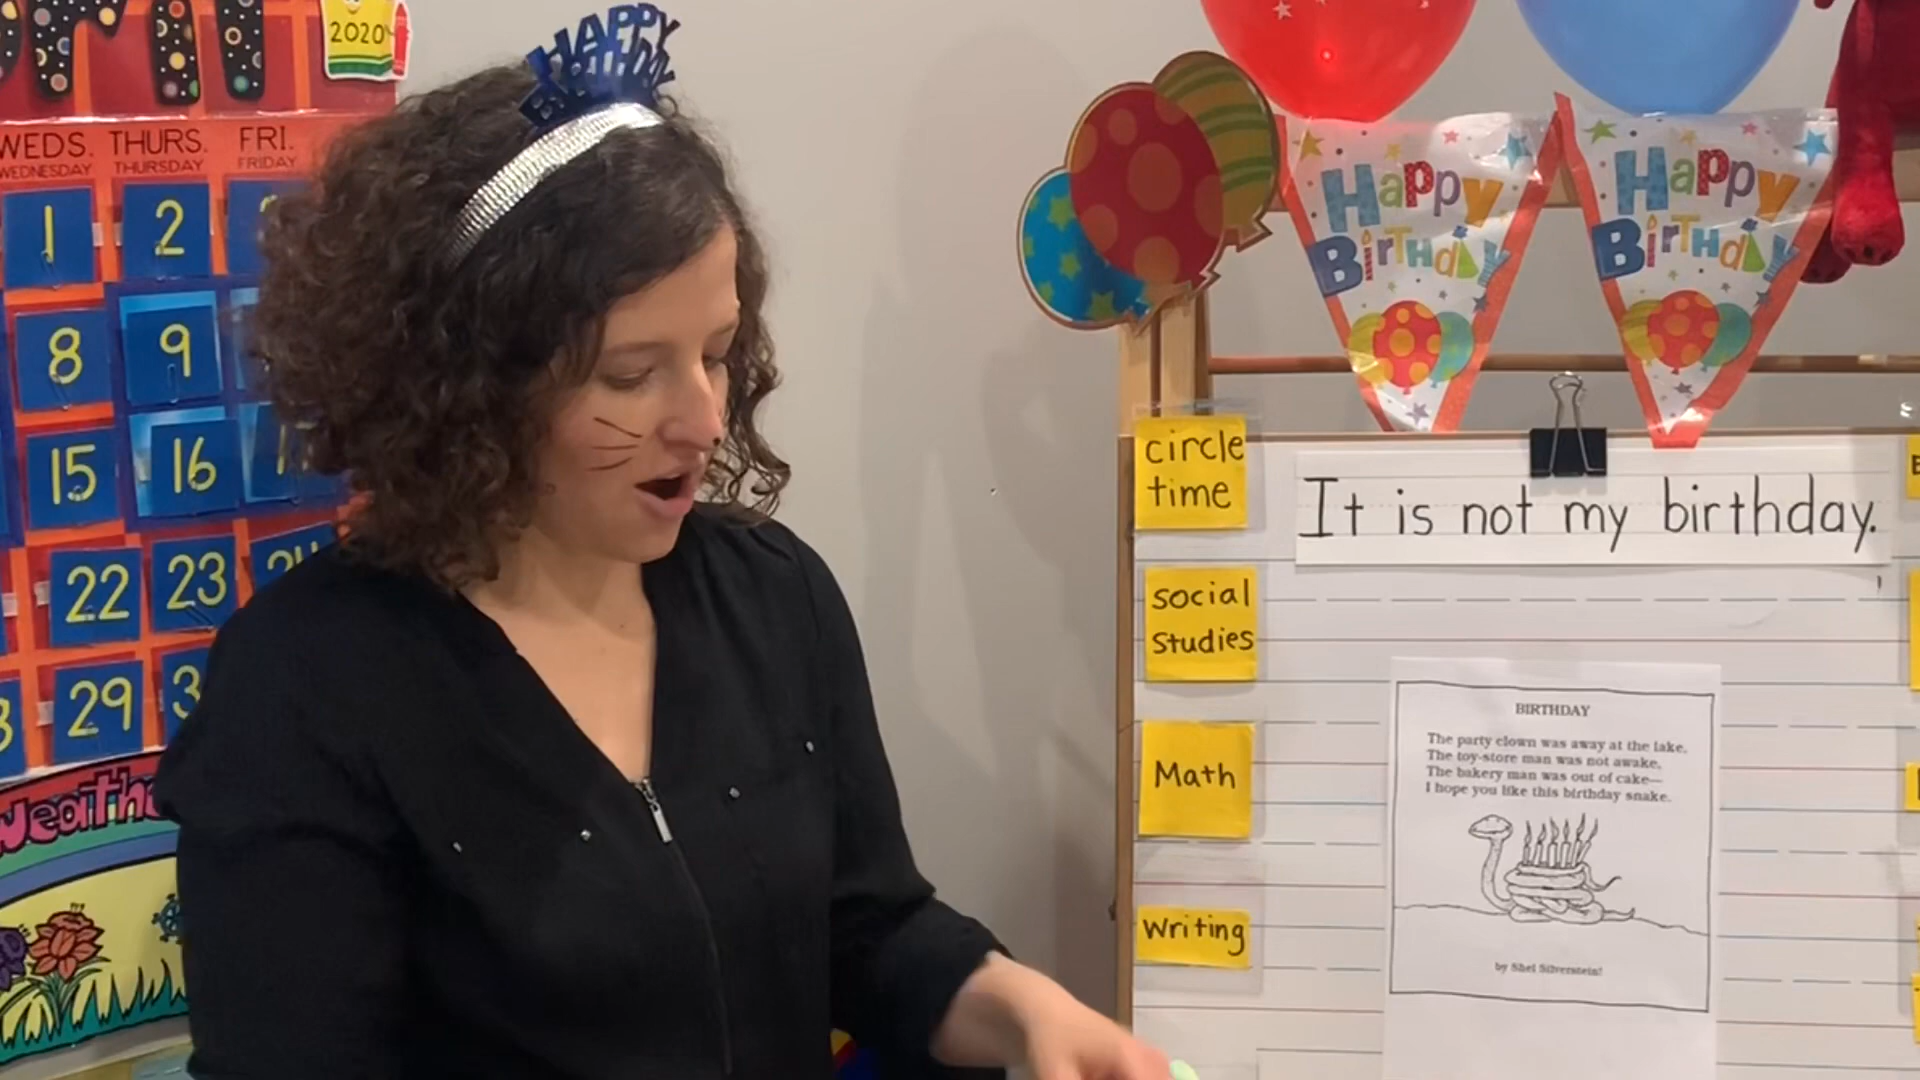 2020
WEDS. THURS. FRI.
WEDNESDAY THURSDAY FRIDAY
1 2
8 9
15 16
22 23 24
29
weathe
HAPPY
BIRTHDAY
Happy
Birthday
Happy
Birthday
circle
time
It is not my birthday.
social
studies
Math
writing
BIRTHDAY
The party clown was away at the lake,
The toy-store man was not awake,
The bakery man was out of cake—
I hope you like this birthday snake.
by Shel Silverstein!